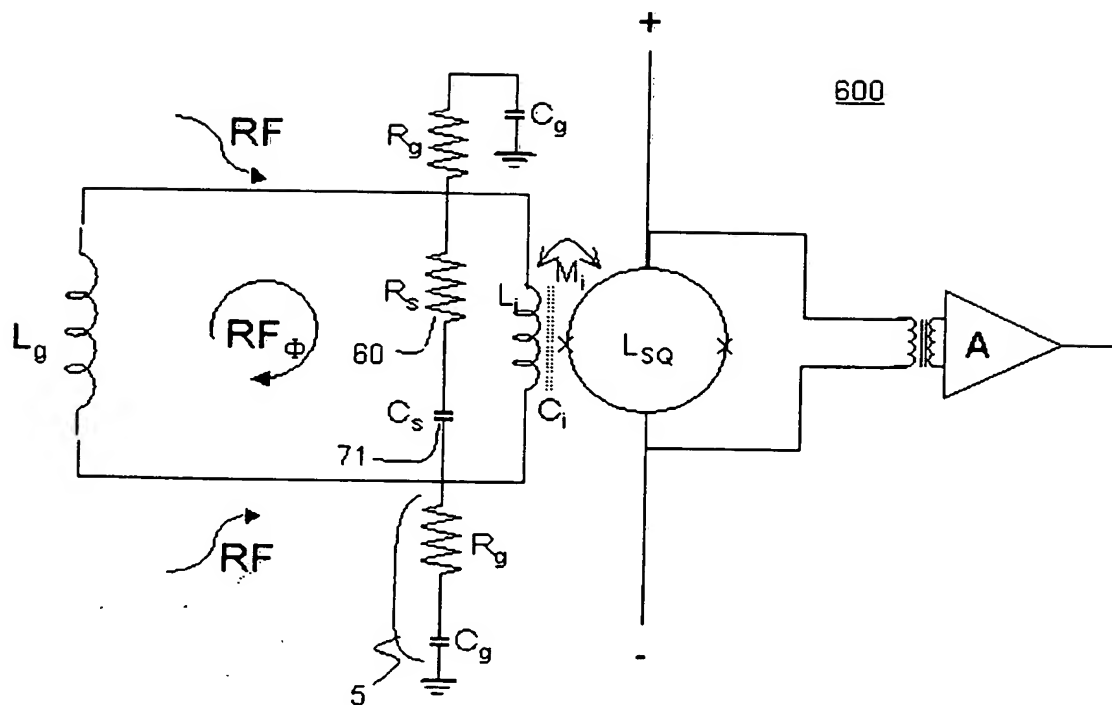 +
600
RF
R_g
C_g
R_s
60
L_i
M_i
L_g
RF_Φ
L_SQ
A
C_s
71
C_i
RF
R_g
C_g
5
-